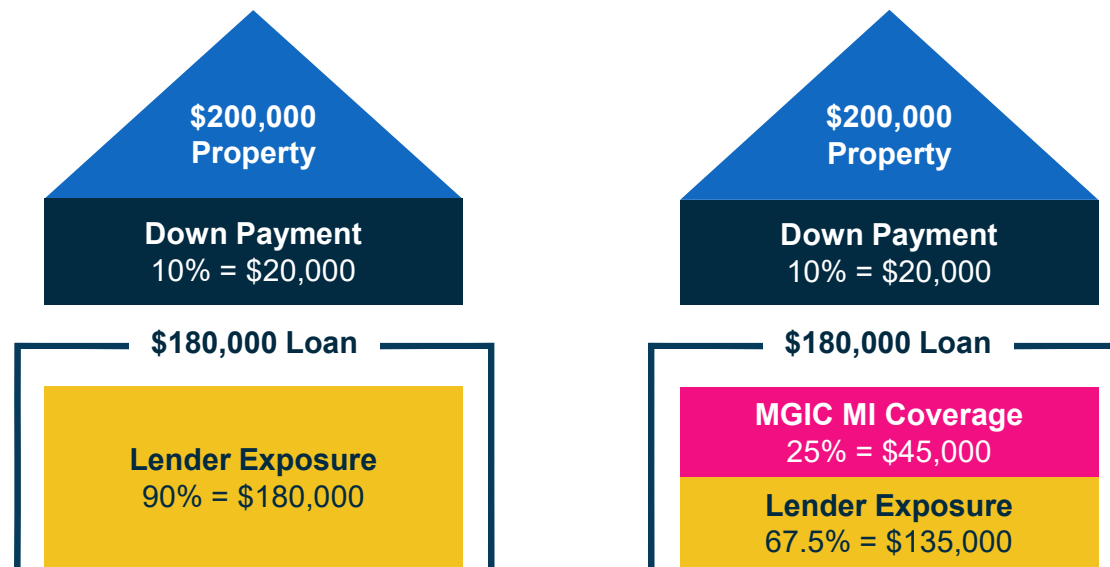 $200,000
Property
Down Payment
10% = $20,000
$180,000 Loan
Lender Exposure
90% = $180,000
$200,000
Property
Down Payment
10% = $20,000
$180,000 Loan
MGIC MI Coverage
25% = $45,000
Lender Exposure
67.5% = $135,000